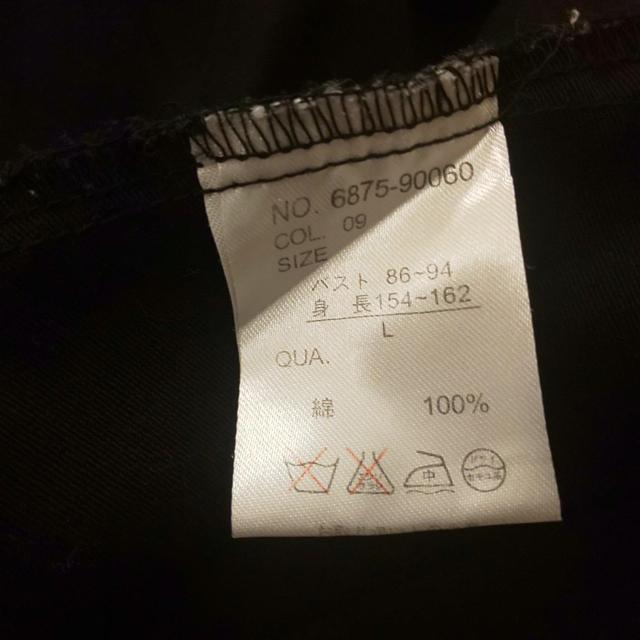 NO. 6875-90060
COL. 09
SIZE
バスト 86~94
身 長154~162
L
QUA.
綿 100%
中